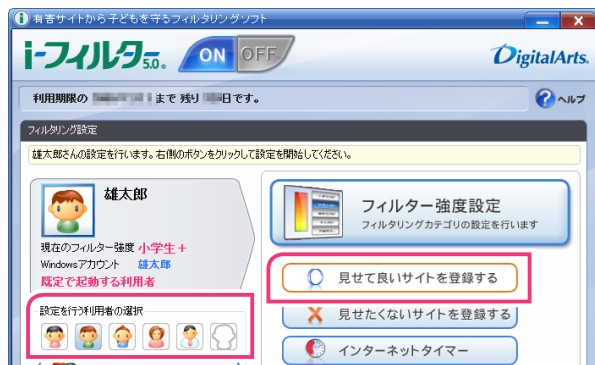 有害サイトから子どもを守るフィルタリングソフト
i-フィルター5.0.
ON OFF
DigitalArts.
利用期限の まで 残り 日です。
ヘルプ
フィルタリング設定
雄太郎さんの設定を行います。右側のボタンをクリックして設定を開始してください。
雄太郎
現在のフィルター強度 小学生+
Windowsアカウント 雄太郎
既定で起動する利用者
設定を行う利用者の選択
フィルター強度設定
フィルタリングカテゴリの設定を行います
見せて良いサイトを登録する
見せたくないサイトを登録する
インターネットタイマー